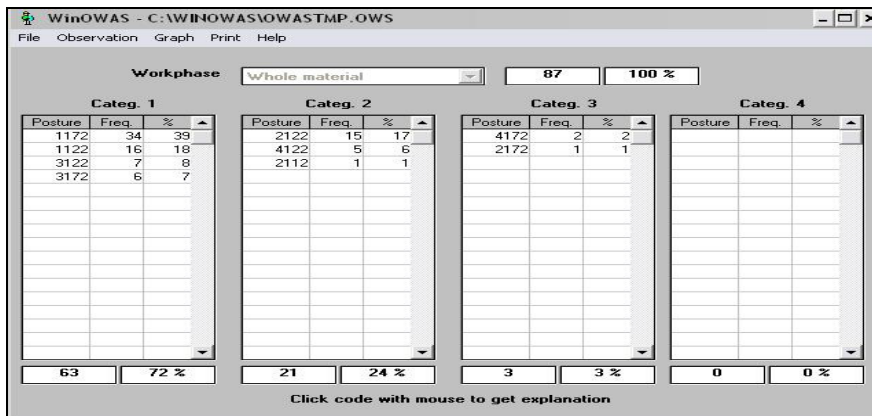 WinOWAS - C:\WINOWAS\OWASTMP.OWS
File Observation Graph Print Help
Workphase Whole material 87 100 %
Categ. 1 Categ. 2 Categ. 3 Categ. 4
Posture Freq. % Posture Freq. % Posture Freq. % Posture Freq. %
1172 34 39 2122 15 17 4172 2 2
1122 16 18 4122 5 6 2172 1 1
3122 7 8 2112 1 1
3172 6 7
63 72 % 21 24 % 3 3 % 0 0 %
Click code with mouse to get explanation